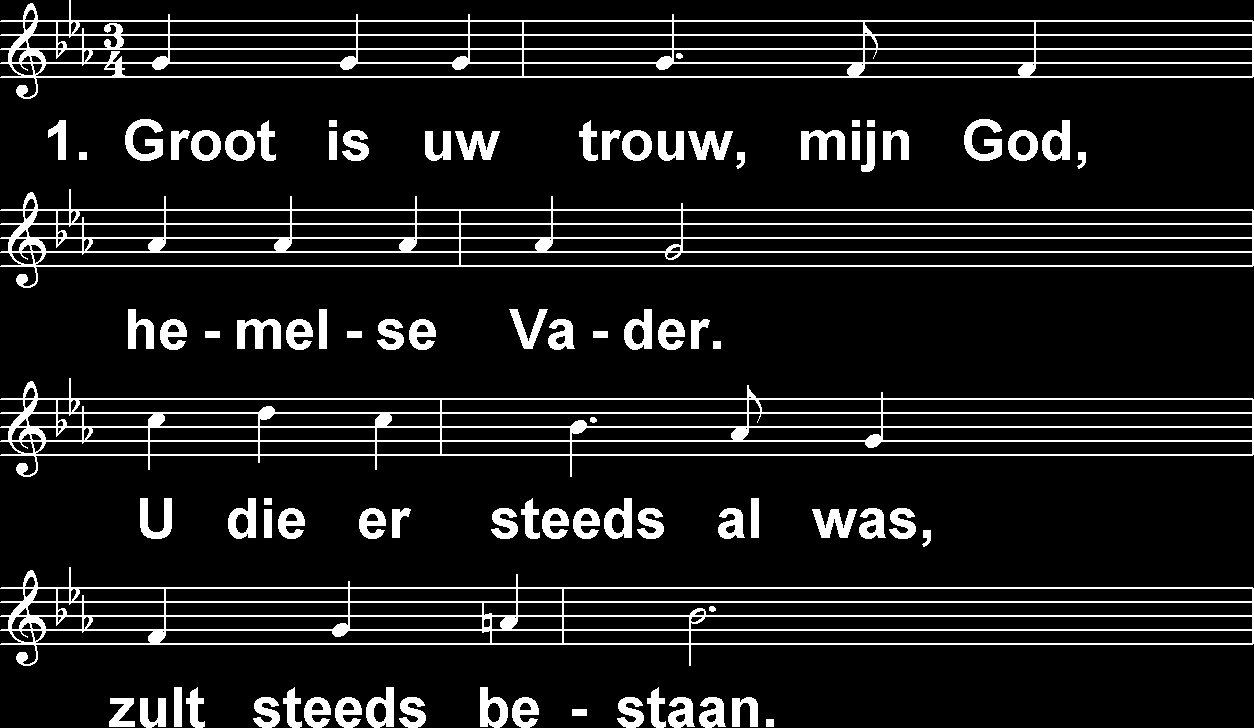 1. Groot is uw trouw, mijn God,
he - mel - se Va - der.
U die er steeds al was,
zult steeds be - staan.